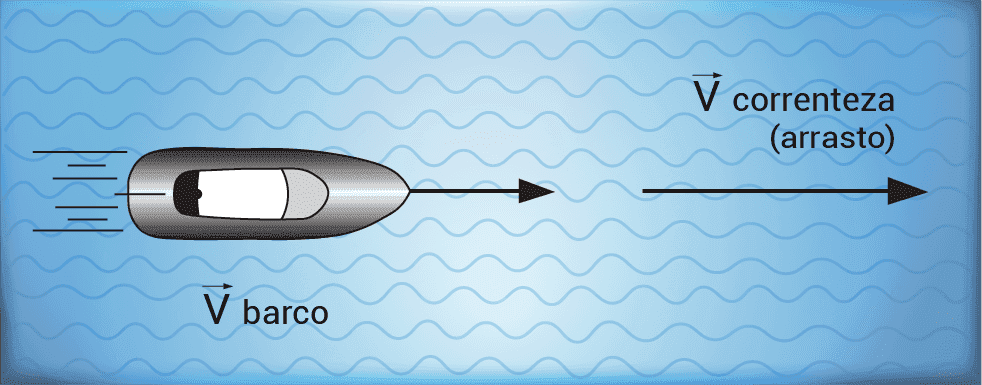 V correnteza
(arrasto)
V barco